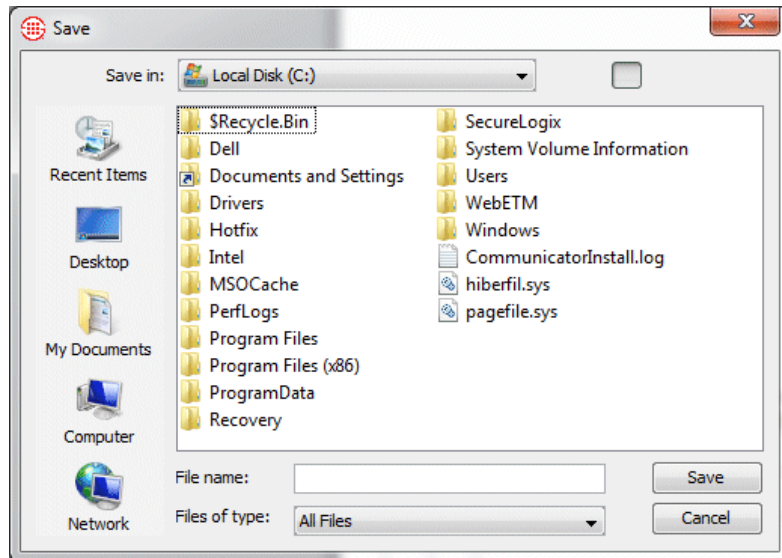 Save
Save in: Local Disk (C:)
Recent Items
Desktop
My Documents
Computer
Network
$Recycle.Bin
Dell
Documents and Settings
Drivers
Hotfix
Intel
MSOCache
PerfLogs
Program Files
Program Files (x86)
ProgramData
Recovery
SecureLogix
System Volume Information
Users
WebETM
Windows
CommunicatorInstall.log
hiberfil.sys
pagefile.sys
File name:
Save
Files of type: All Files
Cancel